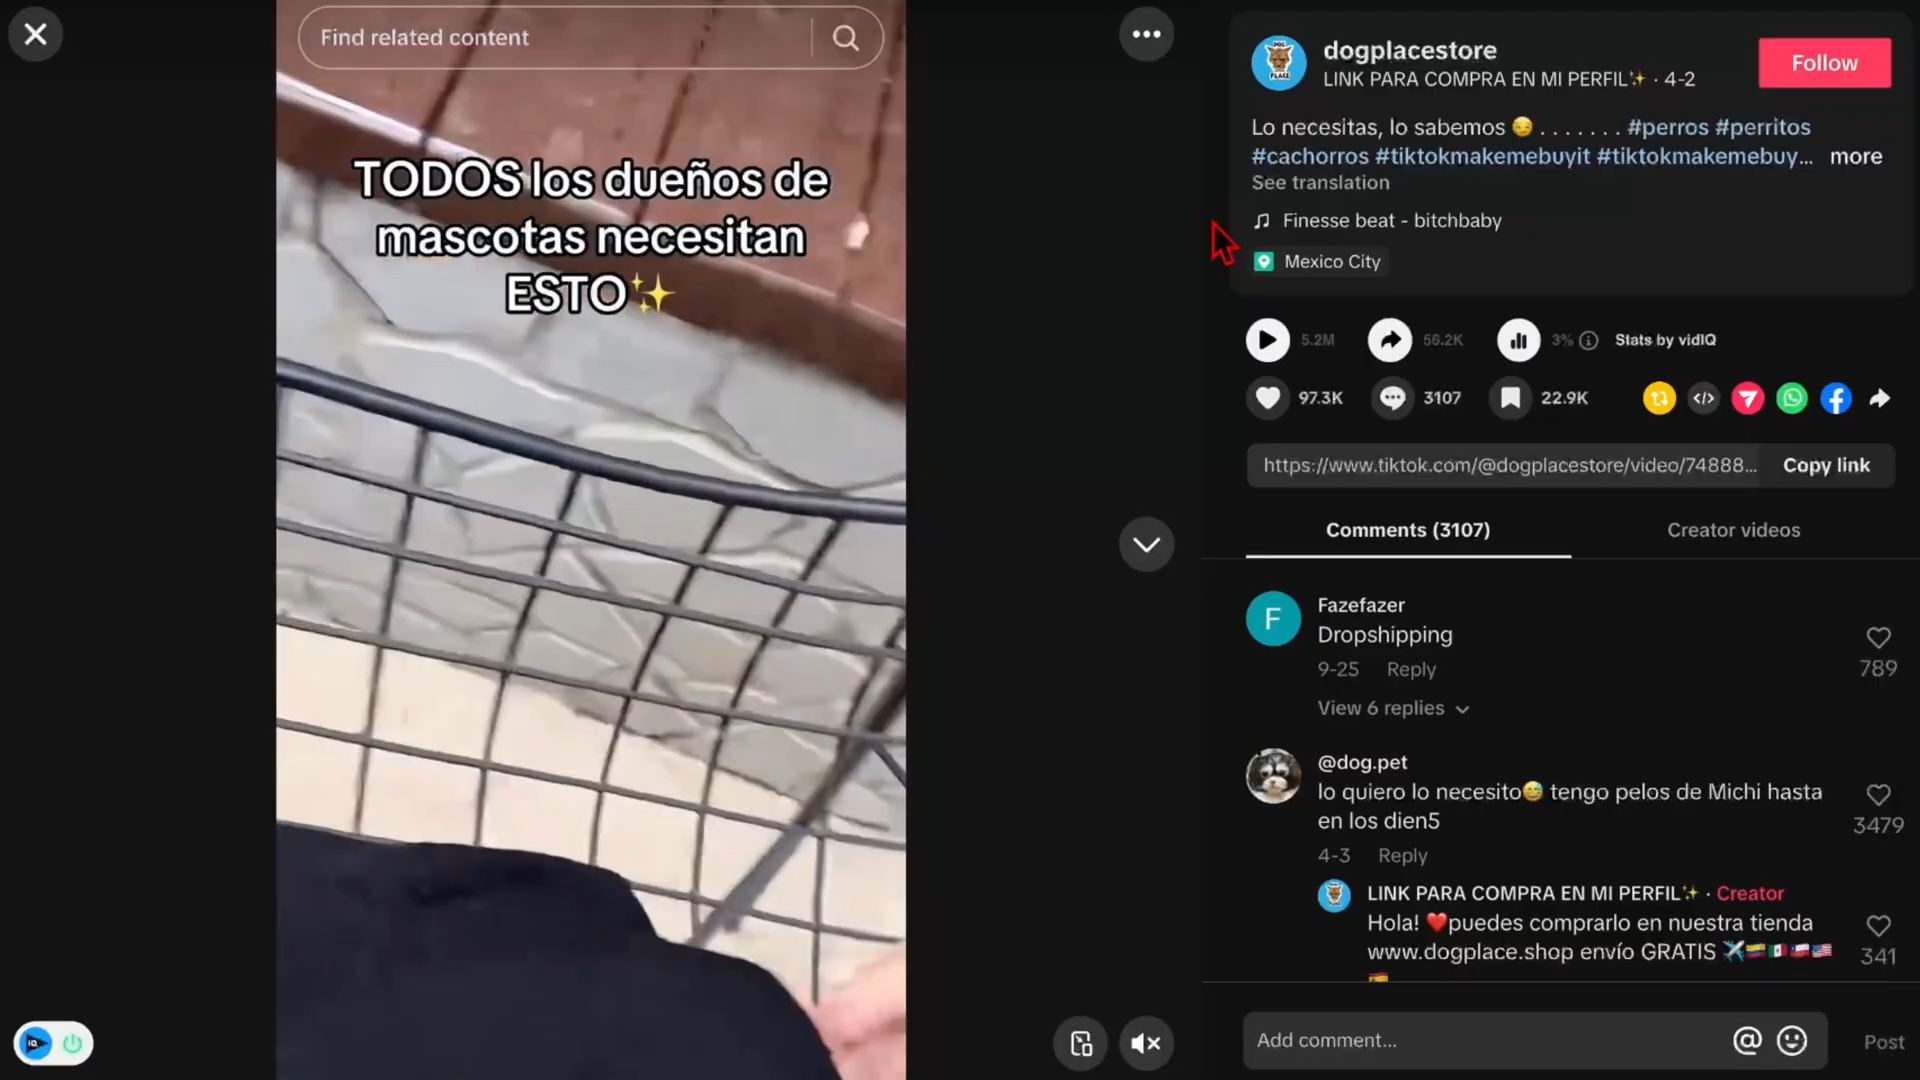 Find related content
TODOS los dueños de
mascotas necesitan
ESTO✨
dogplacestore
LINK PARA COMPRA EN MI PERFIL✨ · 4-2
Follow
Lo necesitas, lo sabemos 😏 . . . . . . . #perros #perritos
#cachorros #tiktokmakemebuyit #tiktokmakemebuy... more
See translation
Finesse beat - bitchbaby
Mexico City
5.2M 56.2K 3% Stats by vidIQ
97.3K 3107 22.9K
https://www.tiktok.com/@dogplacestore/video/74888... Copy link
Comments (3107) Creator videos
F
Fazefazer
Dropshipping
9-25 Reply
789
View 6 replies
@dog.pet
lo quiero lo necesito😅 tengo pelos de Michi hasta
en los dien5
3479
4-3 Reply
LINK PARA COMPRA EN MI PERFIL✨ · Creator
Hola! ❤️puedes comprarlo en nuestra tienda
www.dogplace.shop envío GRATIS ✈️🇨🇴🇲🇽🇨🇱🇺🇸
🇪🇸
341
Add comment...
Post